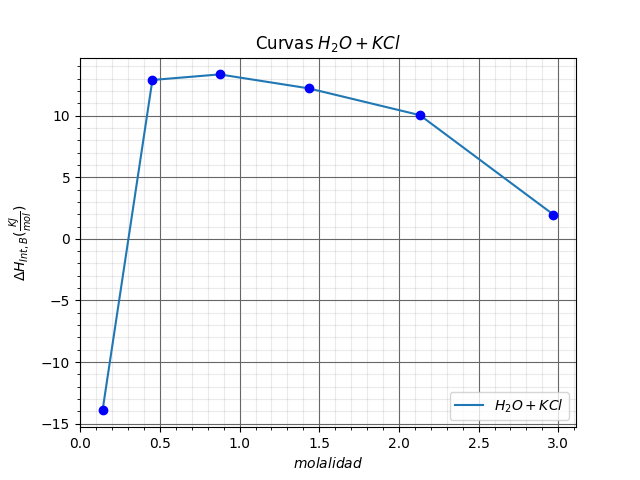 Curvas $H_2O + KCl$
$\Delta H_{Int,B}(\frac{KJ}{mol})$
10
5
0
−5
−10
−15
0.0 0.5 1.0 1.5 2.0 2.5 3.0
molalidad
$H_2O + KCl$